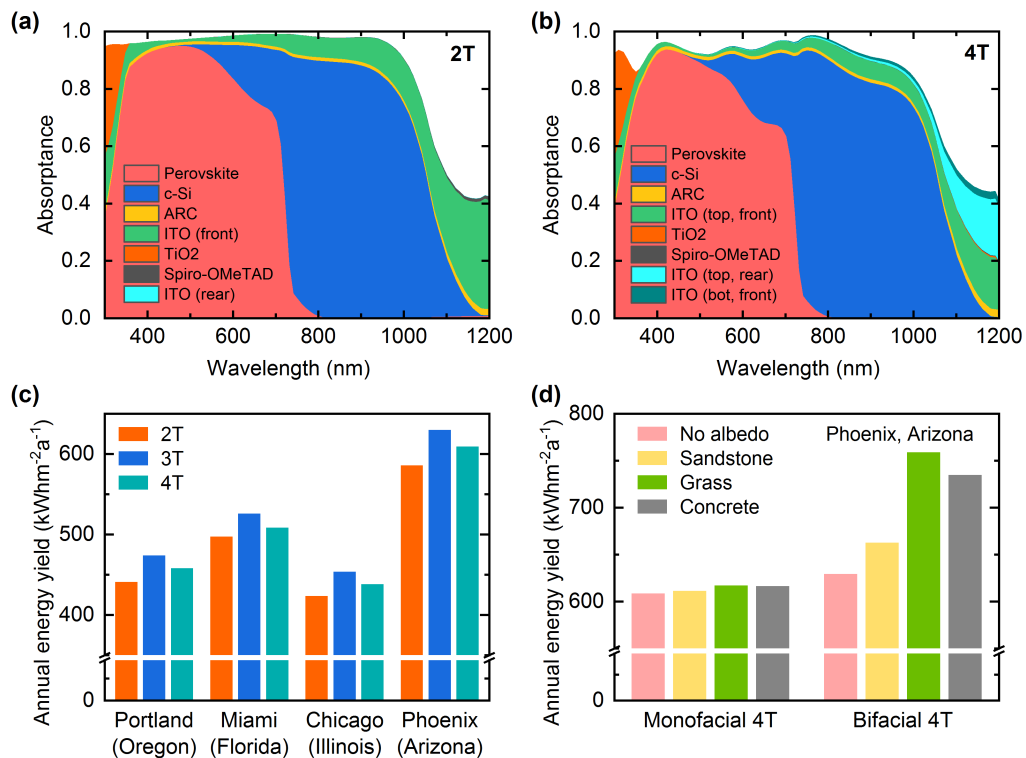 (a)
1.0
0.8
0.6
0.4
0.2
0.0
Absorptance
2T
Perovskite
c-Si
ARC
ITO (front)
TiO2
Spiro-OMeTAD
ITO (rear)
400 600 800 1000 1200
Wavelength (nm)
(b)
1.0
0.8
0.6
0.4
0.2
0.0
Absorptance
4T
Perovskite
c-Si
ARC
ITO (top, front)
TiO2
Spiro-OMeTAD
ITO (top, rear)
ITO (bot, front)
400 600 800 1000 1200
Wavelength (nm)
(c)
600
500
400
0
Annual energy yield (kWhm⁻²a⁻¹)
2T
3T
4T
Portland Miami Chicago Phoenix
(Oregon) (Florida) (Illinois) (Arizona)
(d)
800
700
600
0
Annual energy yield (kWhm⁻²a⁻¹)
No albedo
Sandstone
Grass
Concrete
Phoenix, Arizona
Monofacial 4T Bifacial 4T